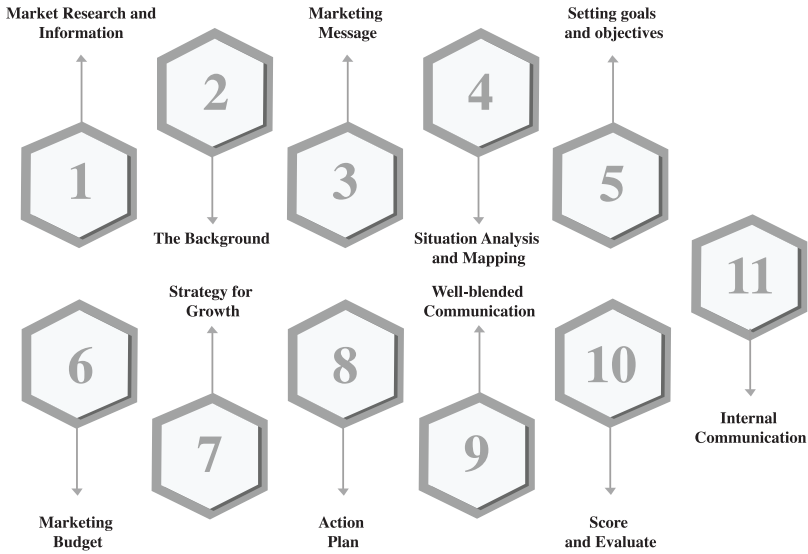 Market Research and
Information
1
2
The Background
Marketing
Message
3
4
Situation Analysis
and Mapping
Setting goals
and objectives
5
6
Marketing
Budget
Strategy for
Growth
7
8
Action
Plan
Well-blended
Communication
9
10
Score
and Evaluate
11
Internal
Communication